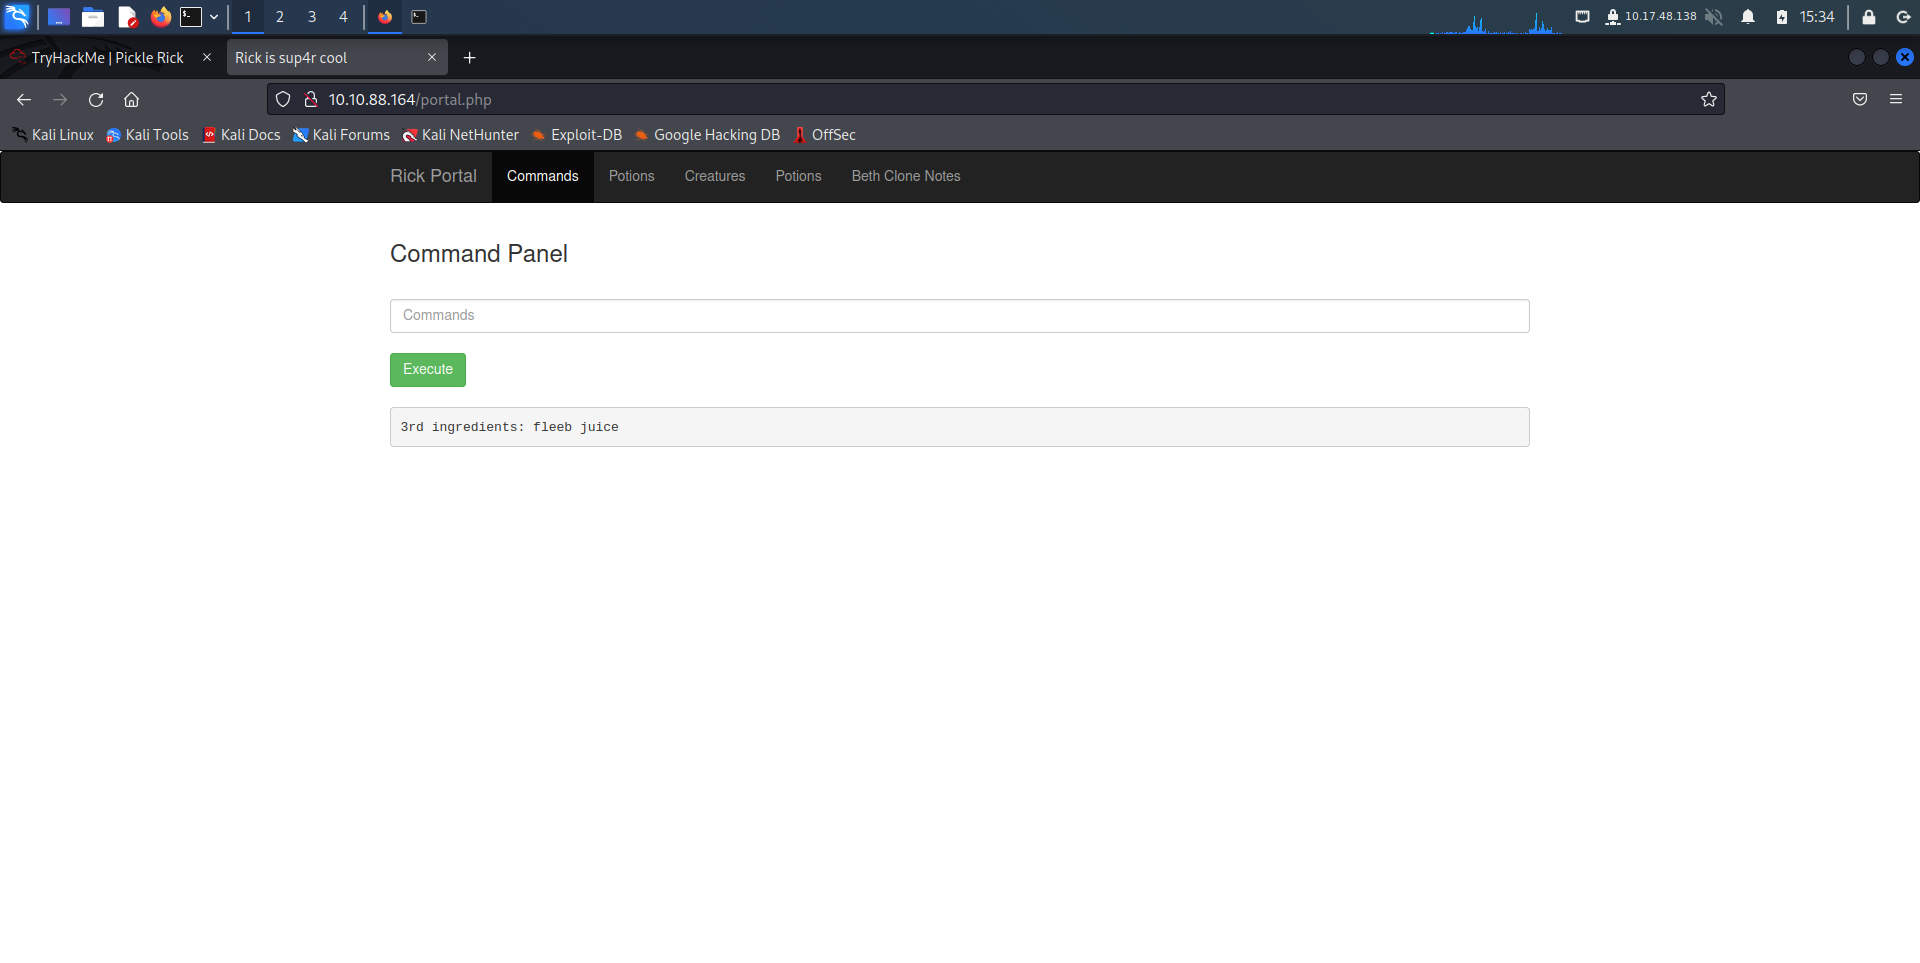 1 2 3 4 10.17.48.138 15:34
TryHackMe | Pickle Rick Rick is sup4r cool
10.10.88.164/portal.php
Kali Linux Kali Tools Kali Docs Kali Forums Kali NetHunter Exploit-DB Google Hacking DB OffSec
Rick Portal Commands Potions Creatures Potions Beth Clone Notes
Command Panel
Commands
Execute
3rd ingredients: fleeb juice